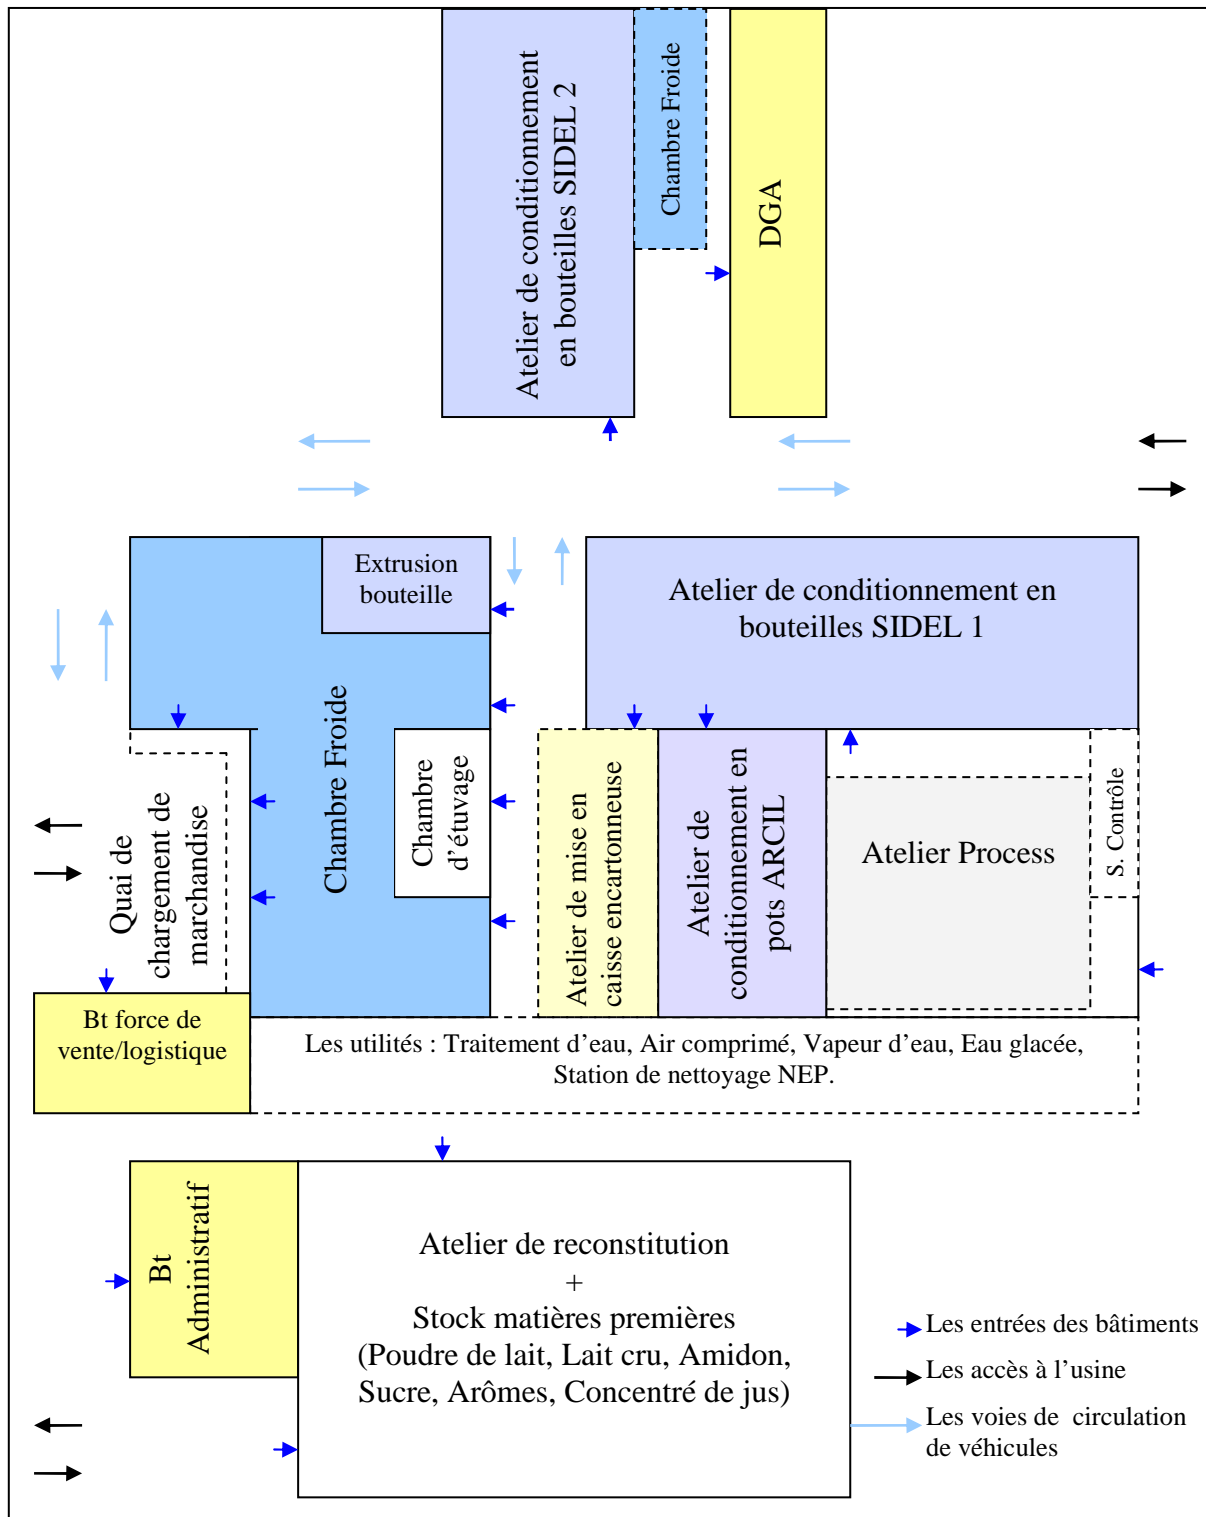 Atelier de conditionnement
en bouteilles SIDEL 2
Chambre Froide
DGA
Extrusion
bouteille
Atelier de conditionnement en
bouteilles SIDEL 1
Quai de
chargement de
marchandise
Chambre Froide
Chambre
d’étuvage
Atelier de mise en
caisse encartonneuse
Atelier de
conditionnement en
pots ARCIL
Atelier Process
S. Contrôle
Bt force de
vente/logistique
Les utilités : Traitement d’eau, Air comprimé, Vapeur d’eau, Eau glacée,
Station de nettoyage NEP.
Bt
Administratif
Atelier de reconstitution
+
Stock matières premières
(Poudre de lait, Lait cru, Amidon,
Sucre, Arômes, Concentré de jus)
Les entrées des bâtiments
Les accès à l’usine
Les voies de circulation
de véhicules